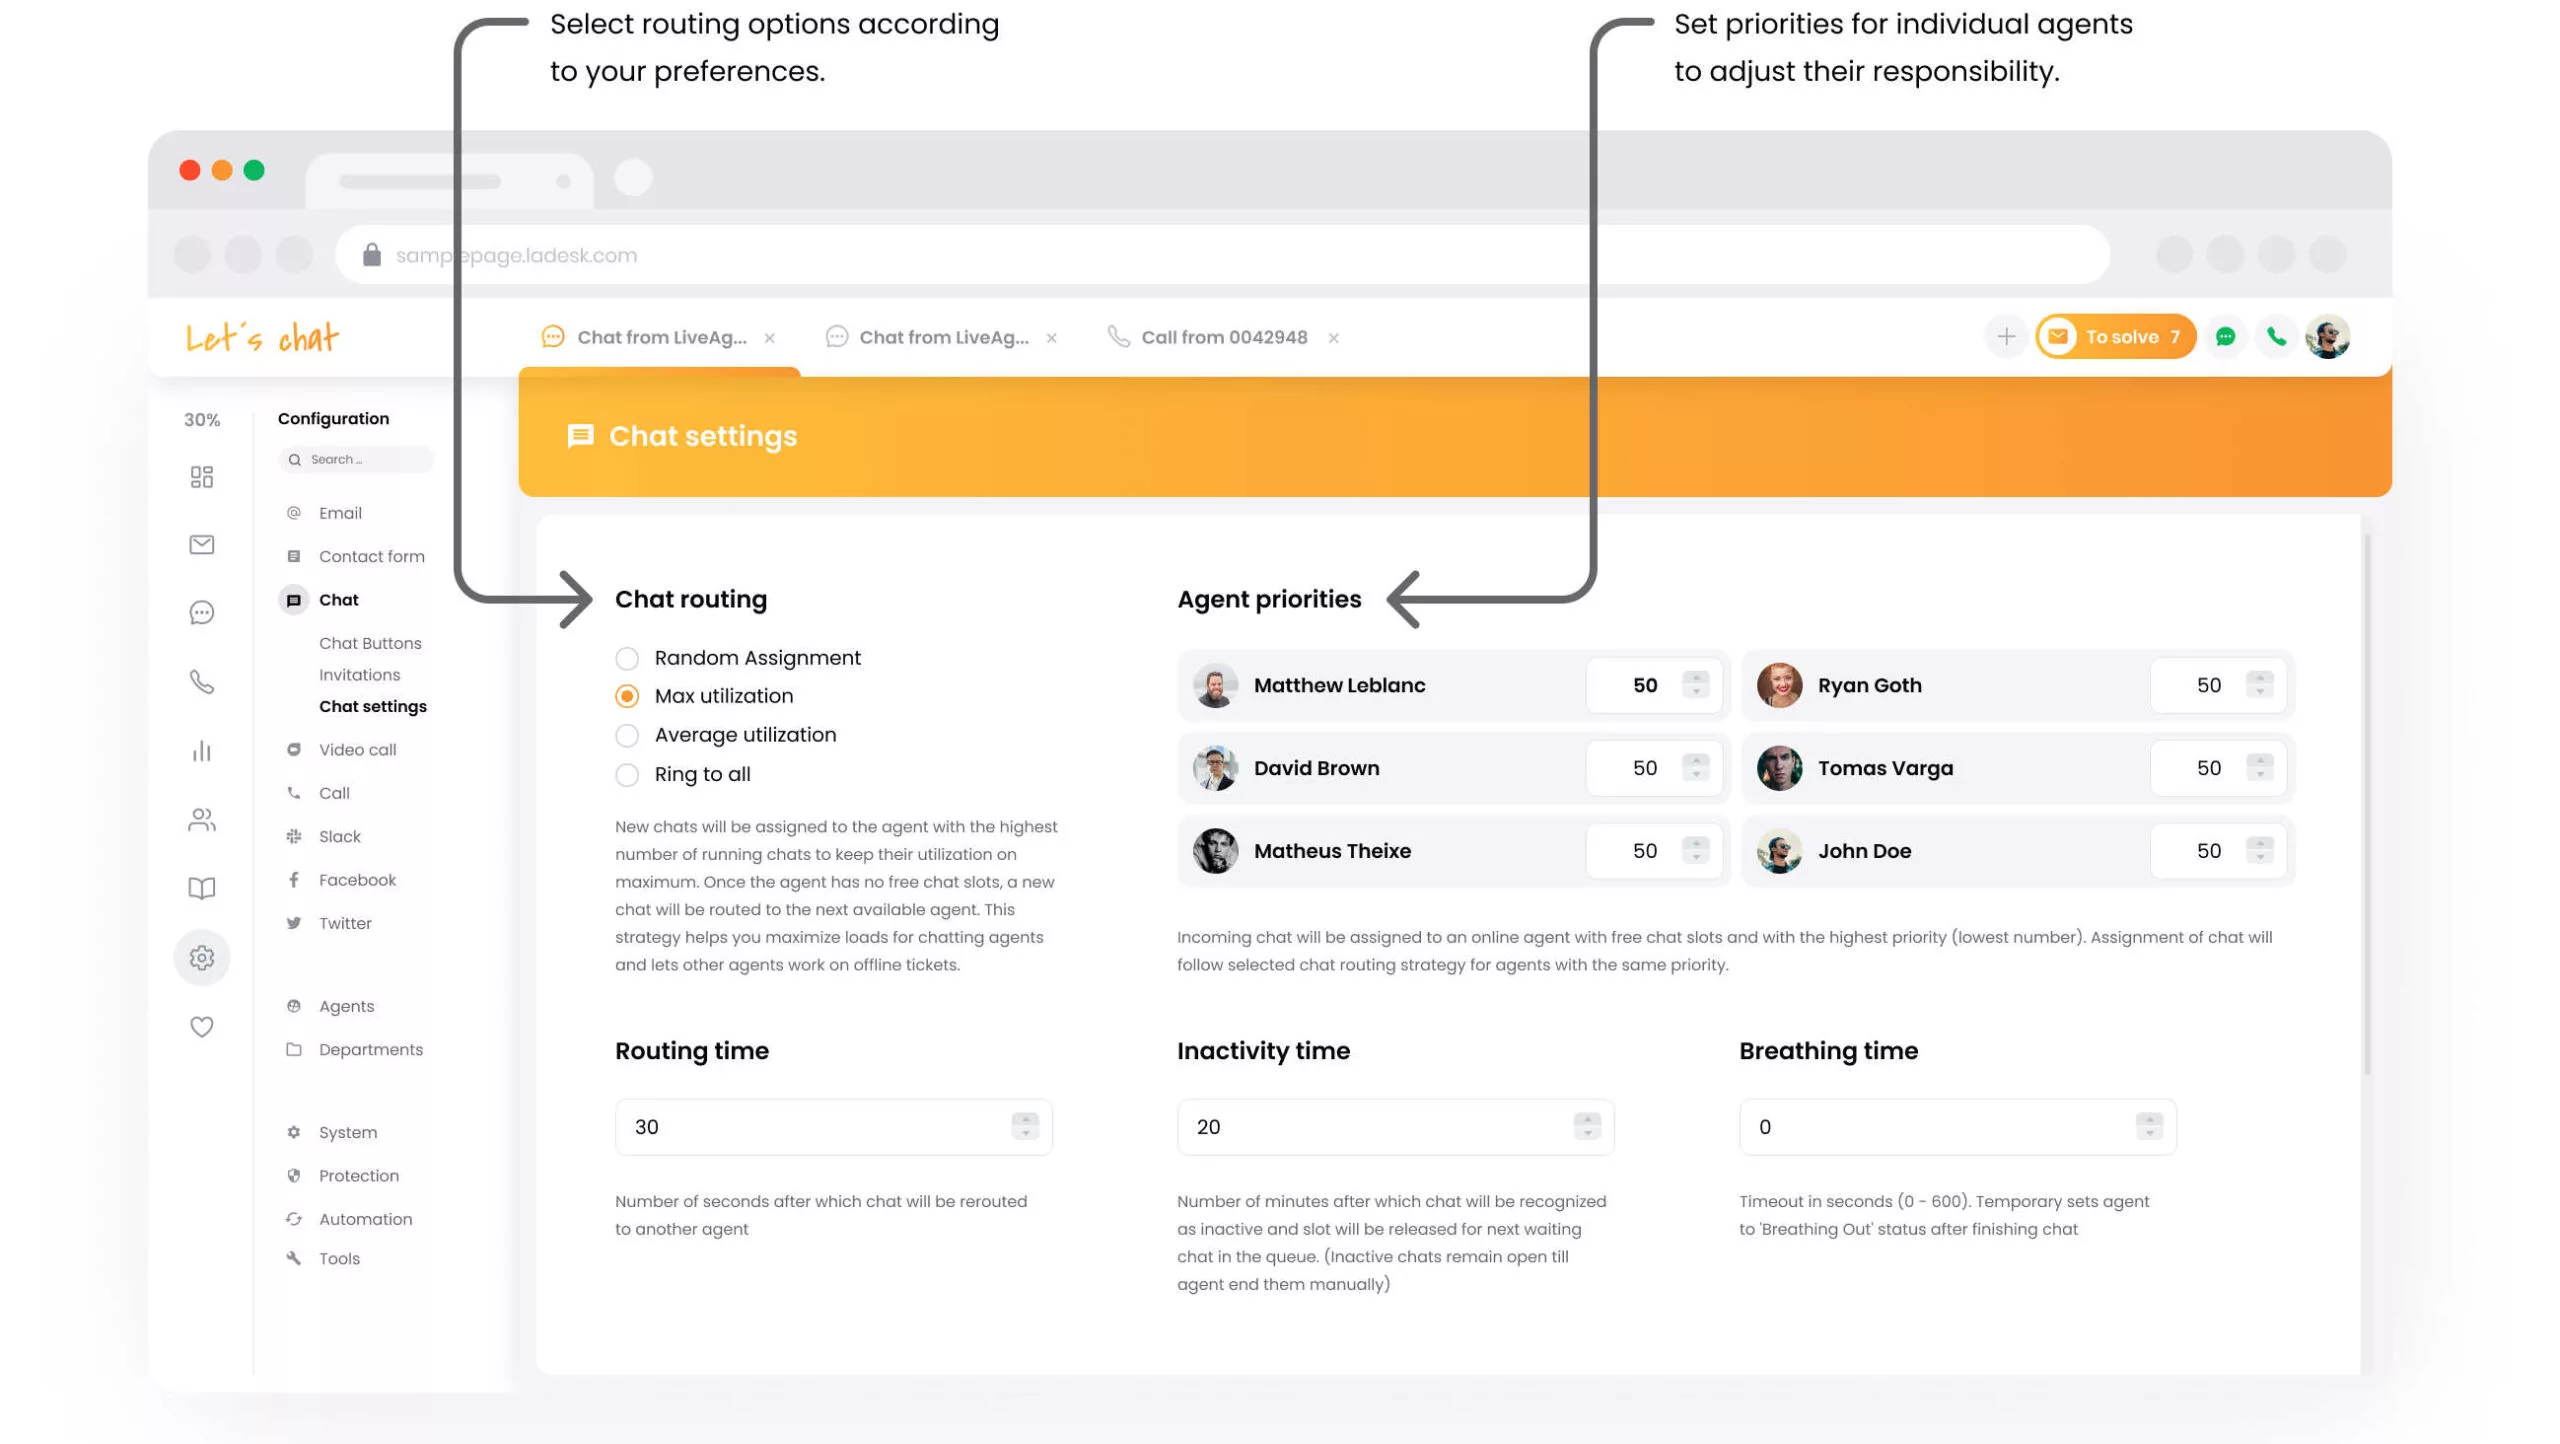 Select routing options according
to your preferences.
Set priorities for individual agents
to adjust their responsibility.
samplepage.ladesk.com
Let's chat
Chat from LiveAg...
Chat from LiveAg...
Call from 0042948
To solve 7
30%
Configuration
Search ...
Email
Contact form
Chat
Chat Buttons
Invitations
Chat settings
Video call
Call
Slack
Facebook
Twitter
Agents
Departments
System
Protection
Automation
Tools
Chat settings
Chat routing
Random Assignment
Max utilization
Average utilization
Ring to all
New chats will be assigned to the agent with the highest
number of running chats to keep their utilization on
maximum. Once the agent has no free chat slots, a new
chat will be routed to the next available agent. This
strategy helps you maximize loads for chatting agents
and lets other agents work on offline tickets.
Agent priorities
Matthew Leblanc 50
Ryan Goth 50
David Brown 50
Tomas Varga 50
Matheus Theixe 50
John Doe 50
Incoming chat will be assigned to an online agent with free chat slots and with the highest priority (lowest number). Assignment of chat will
follow selected chat routing strategy for agents with the same priority.
Routing time
30
Number of seconds after which chat will be rerouted
to another agent
Inactivity time
20
Number of minutes after which chat will be recognized
as inactive and slot will be released for next waiting
chat in the queue. (Inactive chats remain open till
agent end them manually)
Breathing time
0
Timeout in seconds (0 - 600). Temporary sets agent
to 'Breathing Out' status after finishing chat